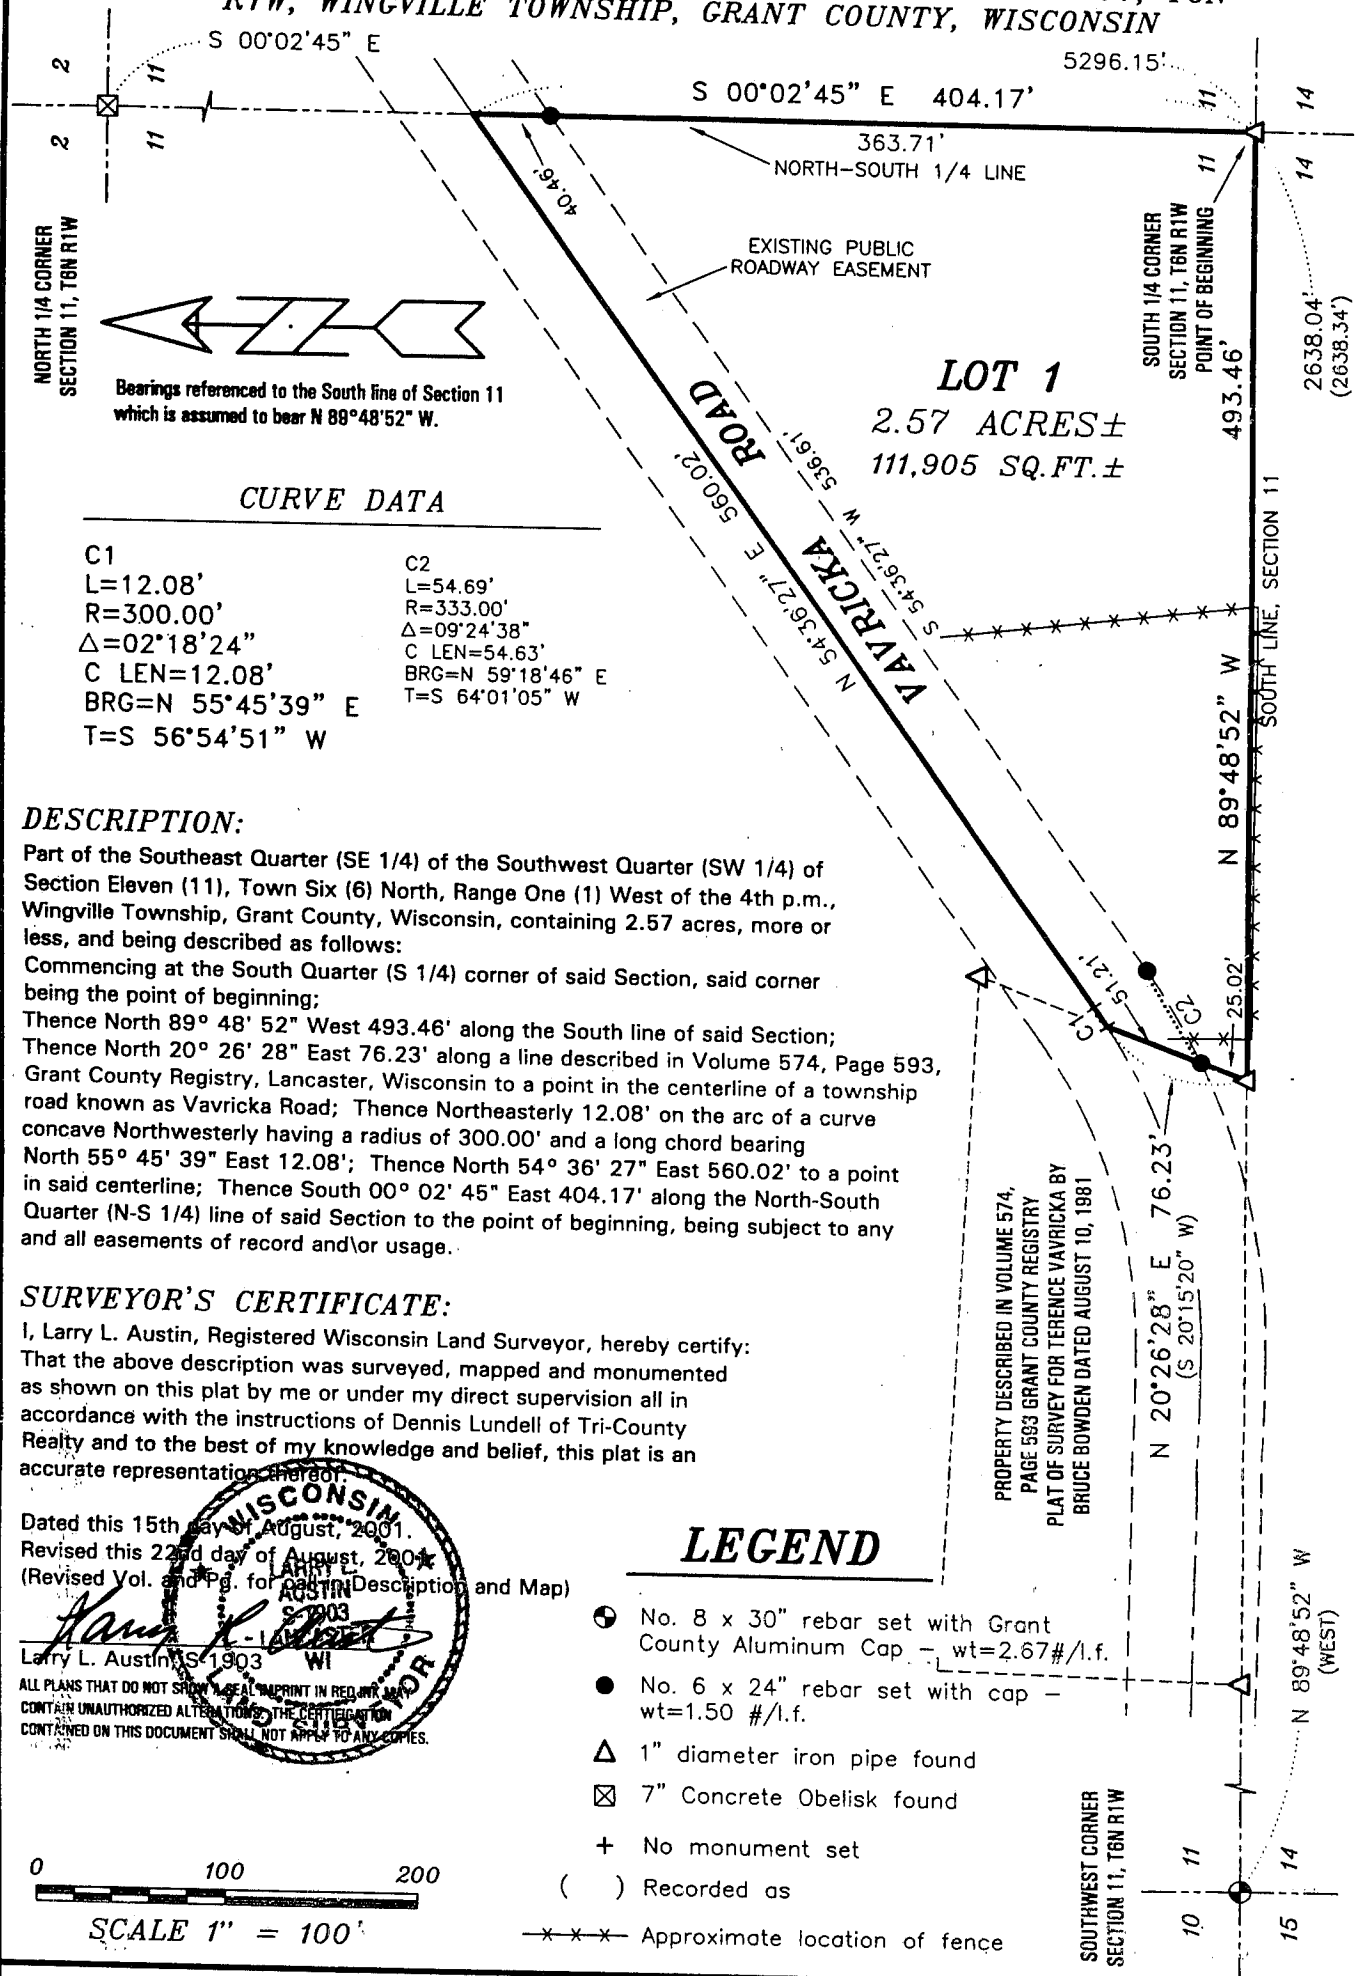 R1W, WINGVILLE TOWNSHIP, GRANT COUNTY, WISCONSIN
S 00°02'45" E
5296.15'
2
11
2
11
S 00°02'45" E 404.17'
11
14
11
14
363.71'
NORTH-SOUTH 1/4 LINE
40.46'
NORTH 1/4 CORNER
SECTION 11, T6N R1W
EXISTING PUBLIC
ROADWAY EASEMENT
SOUTH 1/4 CORNER
SECTION 11, T6N R1W
POINT OF BEGINNING
2638.04'
(2638.34')
493.46'
Bearings referenced to the South line of Section 11
which is assumed to bear N 89°48'52" W.
LOT 1
2.57 ACRES±
111,905 SQ.FT.±
VAVRICKA ROAD
N 54°36'27" E 560.02'
S 54°36'27" W 536.61'
SOUTH LINE, SECTION 11
N 89°48'52" W
CURVE DATA
C1
L=12.08'
R=300.00'
Δ=02°18'24"
C LEN=12.08'
BRG=N 55°45'39" E
T=S 56°54'51" W
C2
L=54.69'
R=333.00'
Δ=09°24'38"
C LEN=54.63'
BRG=N 59°18'46" E
T=S 64°01'05" W
DESCRIPTION:
Part of the Southeast Quarter (SE 1/4) of the Southwest Quarter (SW 1/4) of
Section Eleven (11), Town Six (6) North, Range One (1) West of the 4th p.m.,
Wingville Township, Grant County, Wisconsin, containing 2.57 acres, more or
less, and being described as follows:
Commencing at the South Quarter (S 1/4) corner of said Section, said corner
being the point of beginning;
Thence North 89° 48' 52" West 493.46' along the South line of said Section;
Thence North 20° 26' 28" East 76.23' along a line described in Volume 574, Page 593,
Grant County Registry, Lancaster, Wisconsin to a point in the centerline of a township
road known as Vavricka Road; Thence Northeasterly 12.08' on the arc of a curve
concave Northwesterly having a radius of 300.00' and a long chord bearing
North 55° 45' 39" East 12.08'; Thence North 54° 36' 27" East 560.02' to a point
in said centerline; Thence South 00° 02' 45" East 404.17' along the North-South
Quarter (N-S 1/4) line of said Section to the point of beginning, being subject to any
and all easements of record and\or usage.
C1
51.21'
C2
25.02'
N 20°26'28" E 76.23'
(S 20°15'20" W)
PROPERTY DESCRIBED IN VOLUME 574,
PAGE 593 GRANT COUNTY REGISTRY
PLAT OF SURVEY FOR TERENCE VAVRICKA BY
BRUCE BOWDEN DATED AUGUST 10, 1981
SURVEYOR'S CERTIFICATE:
I, Larry L. Austin, Registered Wisconsin Land Surveyor, hereby certify:
That the above description was surveyed, mapped and monumented
as shown on this plat by me or under my direct supervision all in
accordance with the instructions of Dennis Lundell of Tri-County
Realty and to the best of my knowledge and belief, this plat is an
accurate representation thereof.
Dated this 15th day of August, 2001.
Revised this 22nd day of August, 2001.
(Revised Vol. and Pg. for call in Description and Map)
Larry L. Austin, S-1903
WISCONSIN
LARRY L.
AUSTIN
S-1903
WI
LAND SURVEYOR
ALL PLANS THAT DO NOT SHOW A SEAL IMPRINT IN RED INK MAY
CONTAIN UNAUTHORIZED ALTERATIONS. THE CERTIFICATION
CONTAINED ON THIS DOCUMENT SHALL NOT APPLY TO ANY COPIES.
LEGEND
No. 8 x 30" rebar set with Grant
County Aluminum Cap - wt=2.67#/l.f.
No. 6 x 24" rebar set with cap -
wt=1.50 #/l.f.
1" diameter iron pipe found
7" Concrete Obelisk found
+ No monument set
( ) Recorded as
-x-x-x- Approximate location of fence
N 89°48'52" W
(WEST)
SOUTHWEST CORNER
SECTION 11, T6N R1W
10
11
15
14
0 100 200
SCALE 1" = 100'